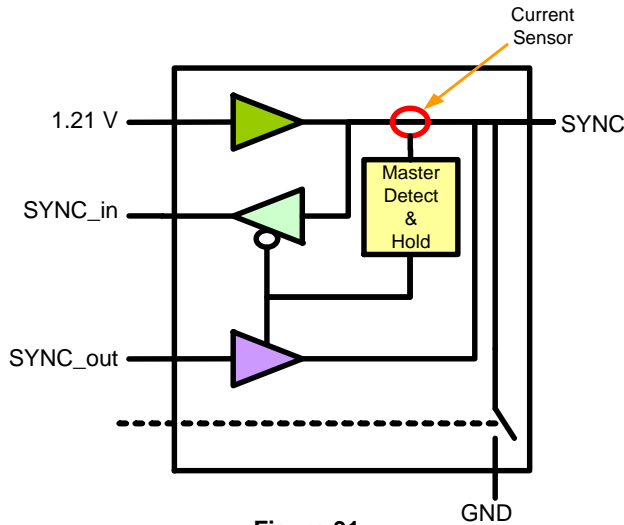 Current
Sensor
1.21 V
SYNC
Master
Detect
&
Hold
SYNC_in
SYNC_out
GND